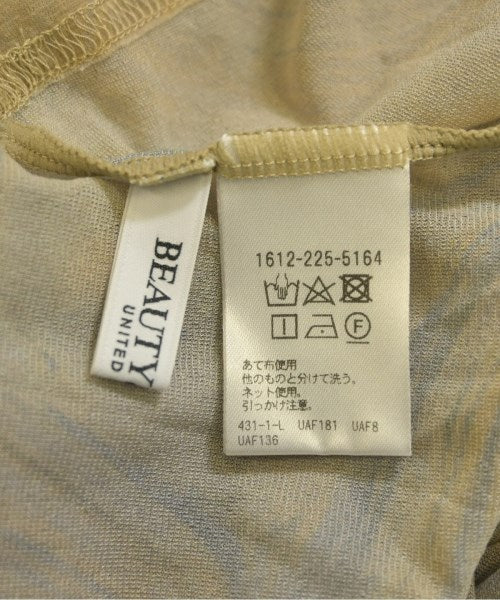 BEAUTY
UNITED
1612-225-5164
F
あて布使用
他のものと分けて洗う。
ネット使用。
引っかけ注意。
431-1-L UAF181 UAF8
UAF136